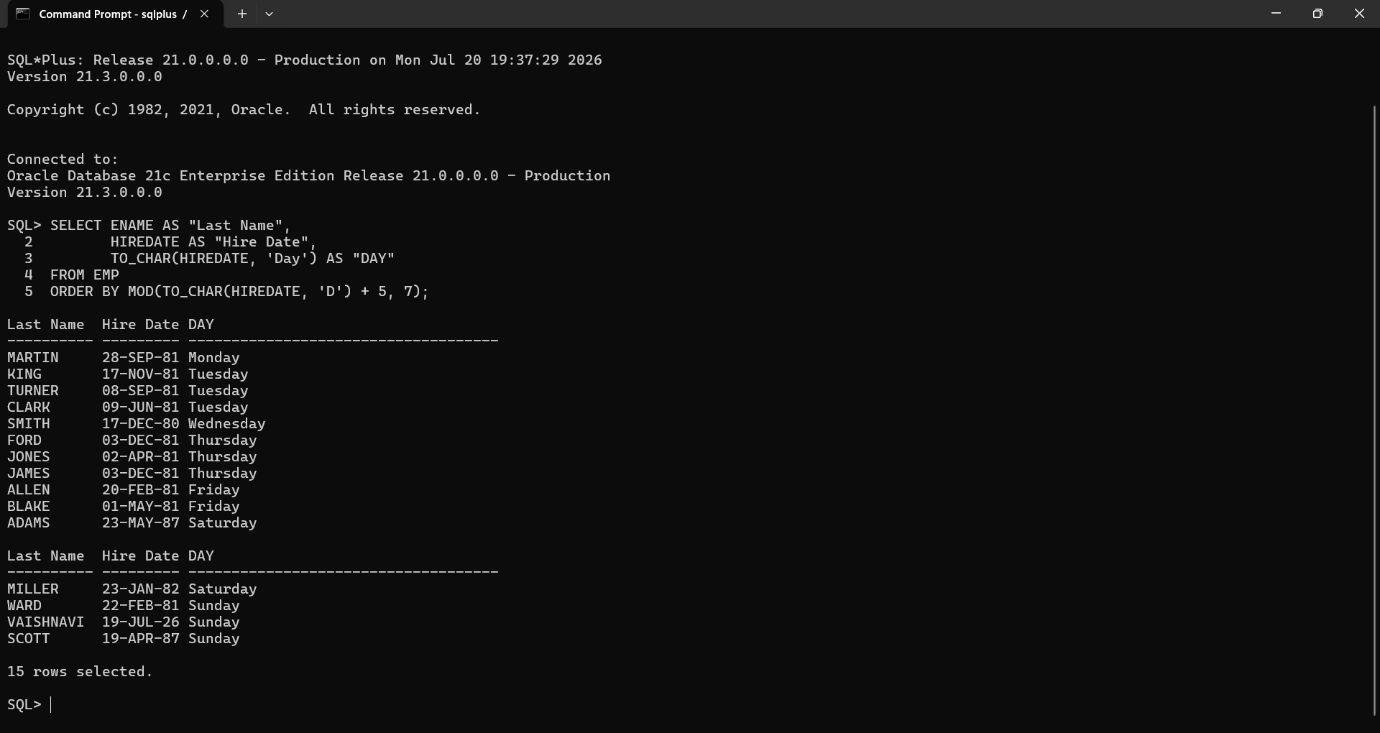 Command Prompt - sqlplus /
SQL*Plus: Release 21.0.0.0.0 - Production on Mon Jul 20 19:37:29 2026
Version 21.3.0.0.0
Copyright (c) 1982, 2021, Oracle.  All rights reserved.
Connected to:
Oracle Database 21c Enterprise Edition Release 21.0.0.0.0 - Production
Version 21.3.0.0.0
SQL> SELECT ENAME AS "Last Name",
  2         HIREDATE AS "Hire Date",
  3         TO_CHAR(HIREDATE, 'Day') AS "DAY"
  4  FROM EMP
  5  ORDER BY MOD(TO_CHAR(HIREDATE, 'D') + 5, 7);
Last Name  Hire Date DAY
---------- --------- ------------------------------------
MARTIN     28-SEP-81 Monday
KING       17-NOV-81 Tuesday
TURNER     08-SEP-81 Tuesday
CLARK      09-JUN-81 Tuesday
SMITH      17-DEC-80 Wednesday
FORD       03-DEC-81 Thursday
JONES      02-APR-81 Thursday
JAMES      03-DEC-81 Thursday
ALLEN      20-FEB-81 Friday
BLAKE      01-MAY-81 Friday
ADAMS      23-MAY-87 Saturday
Last Name  Hire Date DAY
---------- --------- ------------------------------------
MILLER     23-JAN-82 Saturday
WARD       22-FEB-81 Sunday
VAISHNAVI  19-JUL-26 Sunday
SCOTT      19-APR-87 Sunday
15 rows selected.
SQL>